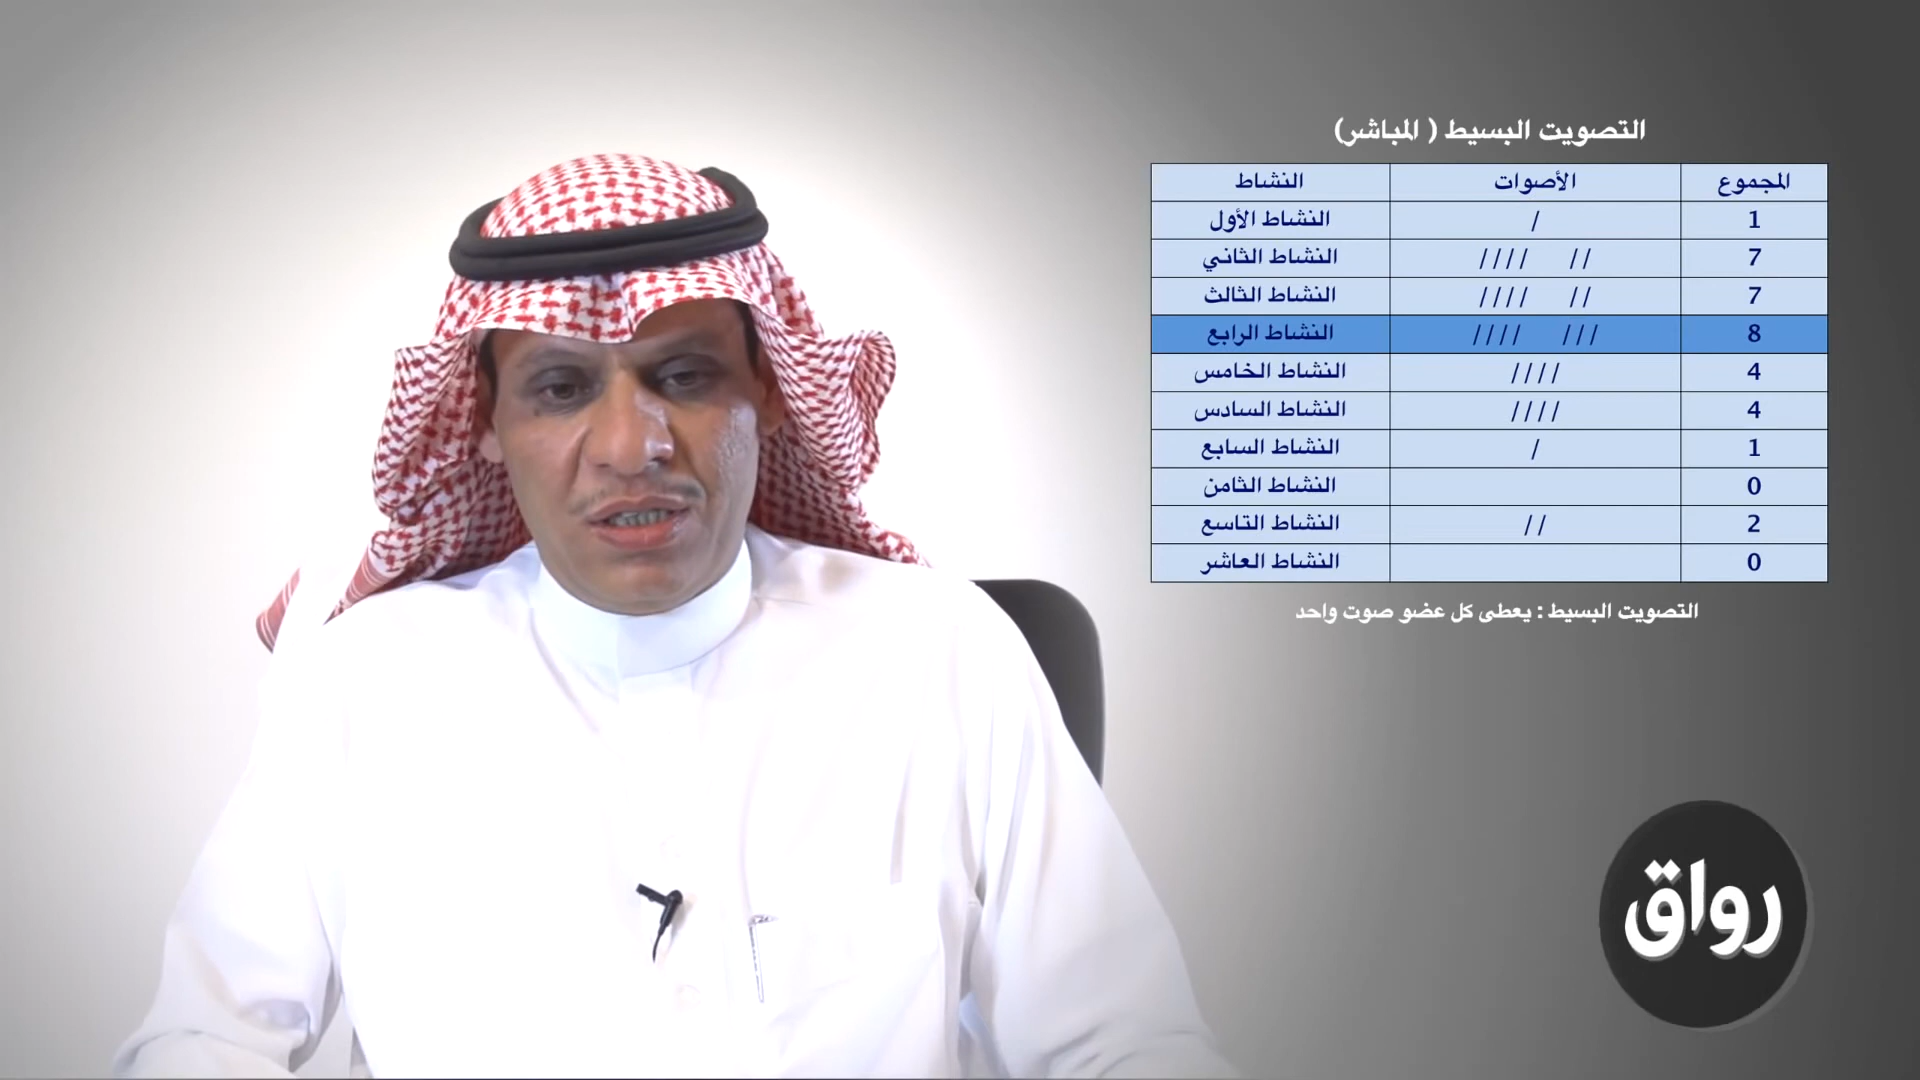 التصويت البسيط ( المباشر)
النشاط الأصوات المجموع
النشاط الأول / 1
النشاط الثاني //// // 7
النشاط الثالث //// // 7
النشاط الرابع //// /// 8
النشاط الخامس //// 4
النشاط السادس //// 4
النشاط السابع / 1
النشاط الثامن 0
النشاط التاسع // 2
النشاط العاشر 0
التصويت البسيط : يعطى كل عضو صوت واحد
رواق